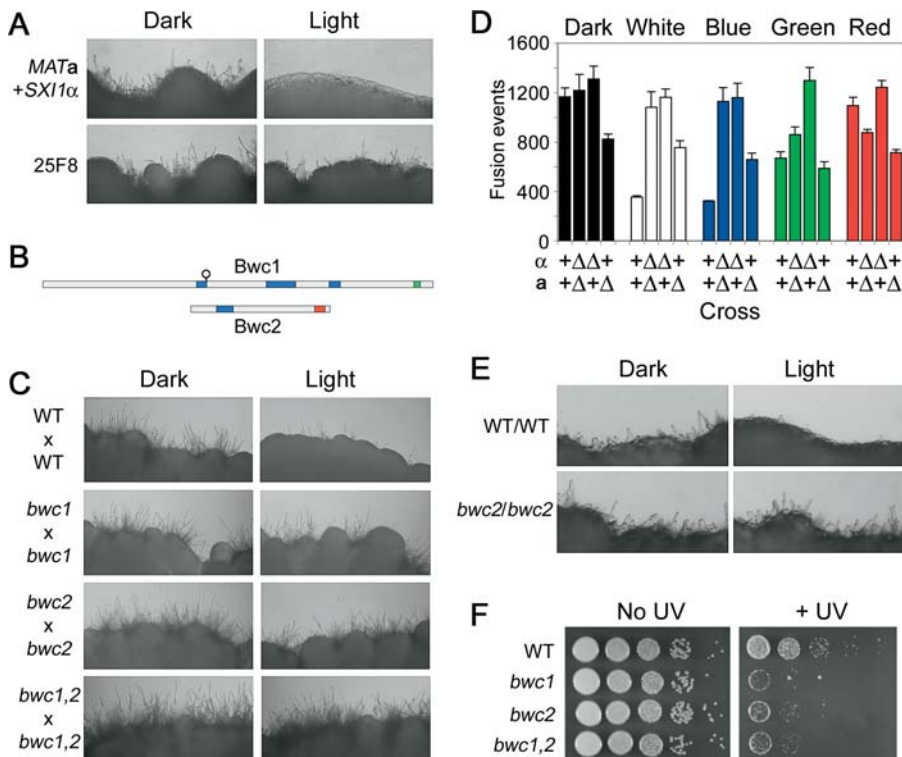 A
Dark Light
MATa
+SXI1α
25F8
B
Bwc1
Bwc2
C
Dark Light
WT
x
WT
bwc1
x
bwc1
bwc2
x
bwc2
bwc1,2
x
bwc1,2
D
Dark White Blue Green Red
1600
1200
800
400
0
Fusion events
α +ΔΔ+ +ΔΔ+ +ΔΔ+ +ΔΔ+ +ΔΔ+
a +Δ+Δ +Δ+Δ +Δ+Δ +Δ+Δ +Δ+Δ
Cross
E
Dark Light
WT/WT
bwc2/bwc2
F
No UV + UV
WT
bwc1
bwc2
bwc1,2